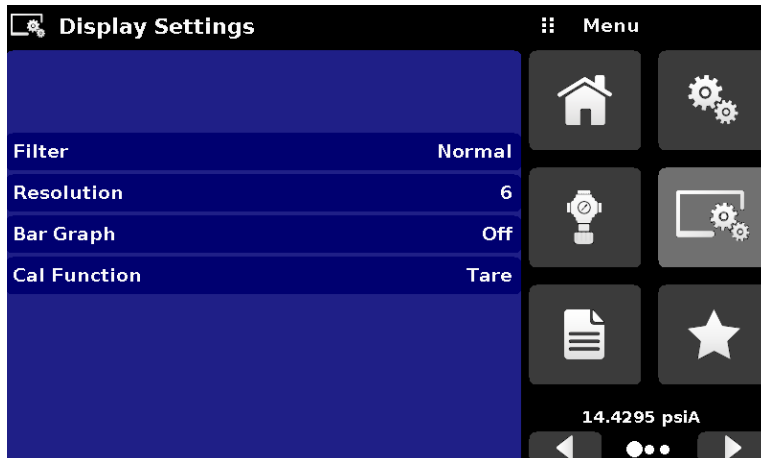 Display Settings
Menu
Filter Normal
Resolution 6
Bar Graph Off
Cal Function Tare
14.4295 psiA